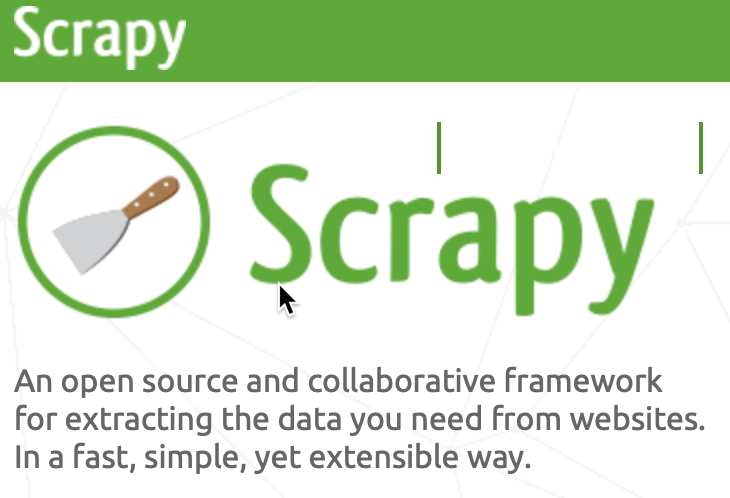 Scrapy
Scrapy
An open source and collaborative framework
for extracting the data you need from websites.
In a fast, simple, yet extensible way.